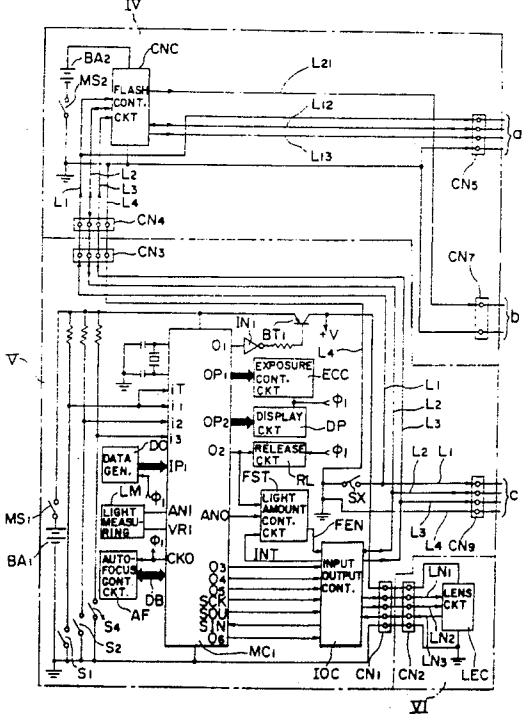 IV
BA2
CNC
MS2
FLASH
CONT.
CKT
L21
L12
L13
a
CN5
L1
L2
L3
L4
CN4
CN3
CN7
b
V
IN1
BT1
+V
L4
O1
iT
i1
i2
i3
OP1
EXPOSURE
CONT.
CKT
ECC
Φ1
OP2
DISPLAY
CKT
DP
O2
RELEASE
CKT
Φ1
RL
DO
DATA
GEN.
IP1
Φ1
LM
LIGHT
MEASU
RING
AN1
VR1
Φ1
CKO
AUTO-
FOCUS
CONT.
CKT.
AF
DB
FST
ANO
LIGHT
AMOUNT
CONT.
CKT
INT
FEN
SX
L1
L2
L3
L2
L1
L3
L4
c
CN9
MS1
BA1
S4
S2
S1
O3
O4
O5
SCK
SOU
SIN
O6
MC1
INPUT
OUTPUT
CONT.
IOC
CN1
CN2
LN1
LN2
LN3
LENS
CKT
LEC
VI